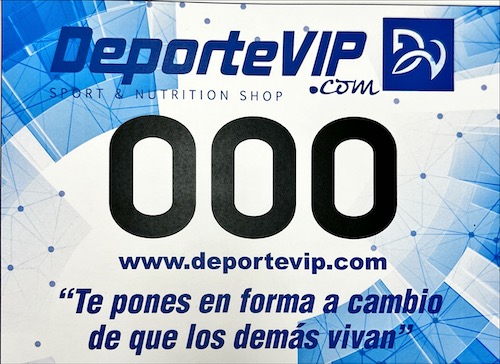 DeporteVIP
.com
SPORT & NUTRITION SHOP
000
www.deportevip.com
“Te pones en forma a cambio
de que los demás vivan”